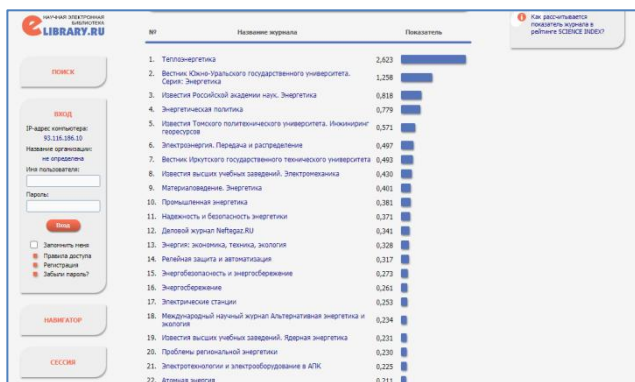 НАУЧНАЯ ЭЛЕКТРОННАЯ
БИБЛИОТЕКА
LIBRARY.RU
ПОИСК
ВХОД
IP-адрес компьютера:
93.116.186.10
Название организации:
не определена
Имя пользователя:
Пароль:
Вход
Запомнить меня
Правила доступа
Регистрация
Забыли пароль?
НАВИГАТОР
СЕССИЯ
№ Название журнала Показатель
1. Теплоэнергетика 2,623
2. Вестник Южно-Уральского государственного университета.
Серия: Энергетика 1,258
3. Известия Российской академии наук. Энергетика 0,818
4. Энергетическая политика 0,779
5. Известия Томского политехнического университета. Инжиниринг
георесурсов 0,571
6. Электроэнергия. Передача и распределение 0,497
7. Вестник Иркутского государственного технического университета 0,493
8. Известия высших учебных заведений. Электромеханика 0,430
9. Материаловедение. Энергетика 0,401
10. Промышленная энергетика 0,381
11. Надежность и безопасность энергетики 0,371
12. Деловой журнал Neftegaz.RU 0,341
13. Энергия: экономика, техника, экология 0,328
14. Релейная защита и автоматизация 0,317
15. Энергобезопасность и энергосбережение 0,273
16. Энергосбережение 0,261
17. Электрические станции 0,253
18. Международный научный журнал Альтернативная энергетика и
экология 0,234
19. Известия высших учебных заведений. Ядерная энергетика 0,231
20. Проблемы региональной энергетики 0,230
21. Электротехнологии и электрооборудование в АПК 0,225
22. Атомная энергия 0,211
Как рассчитывается
показатель журнала в
рейтинге SCIENCE INDEX?